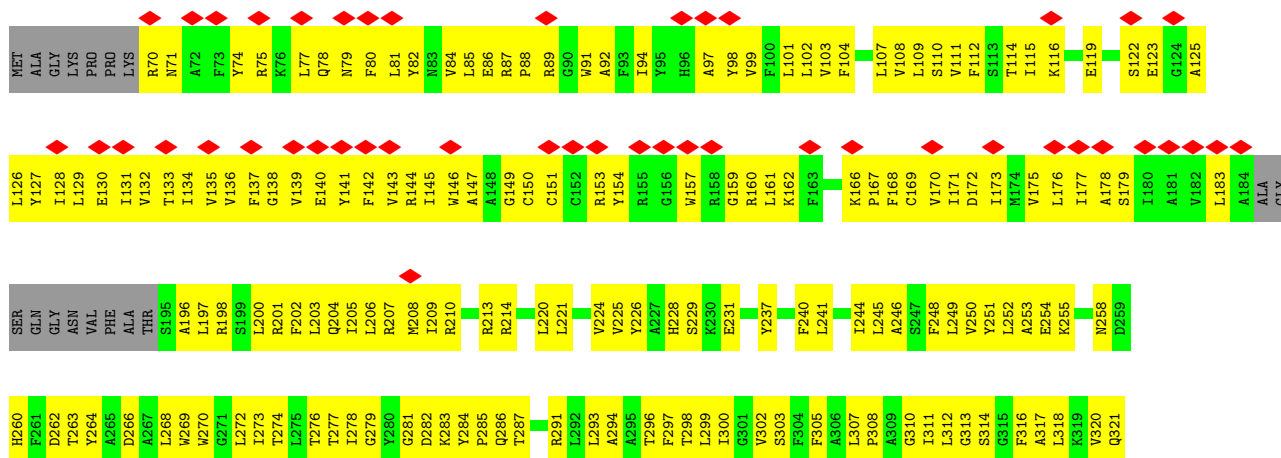 MET ALA GLY LYS PRO PRO LYS R70 N71 A72 F73 Y74 R75 K76 L77 Q78 N79 F80 L81 Y82 N83 V84 L85 E86 R87 P88 R89 G90 W91 A92 F93 I94 Y95 H96 A97 Y98 V99 F100 L101 L102 V103 F104 L107 V108 L109 S110 V111 F112 S113 T114 I115 K116 E119 S122 E123 G124 A125
L126 Y127 I128 L129 E130 I131 V132 T133 I134 V135 V136 F137 G138 V139 E140 Y141 F142 V143 R144 I145 W146 A147 A148 G149 C150 C151 C152 R153 Y154 R155 G156 W157 R158 G159 R160 L161 K162 F163 K166 P167 F168 C169 V170 I171 D172 I173 M174 V175 L176 I177 A178 S179 I180 A181 V182 L183 A184 ALA GLY
SER GLN GLY ASN VAL PHE ALA THR S195 A196 L197 R198 S199 L200 R201 F202 L203 Q204 I205 L206 R207 M208 I209 R210 R213 R214 L220 L221 V224 V225 Y226 A227 H228 S229 K230 E231 Y237 F240 L241 I244 L245 A246 S247 F248 L249 V250 Y251 L252 A253 E254 K255 N258 D259
H260 F261 D262 T263 Y264 A265 D266 A267 L268 W269 W270 G271 L272 I273 T274 L275 T276 T277 I278 G279 Y280 G281 D282 K283 Y284 P285 Q286 T287 R291 L292 L293 A294 A295 T296 F297 T298 L299 I300 G301 V302 S303 F304 F305 A306 L307 P308 A309 G310 I311 L312 G313 S314 G315 F316 A317 L318 K319 V320 Q321